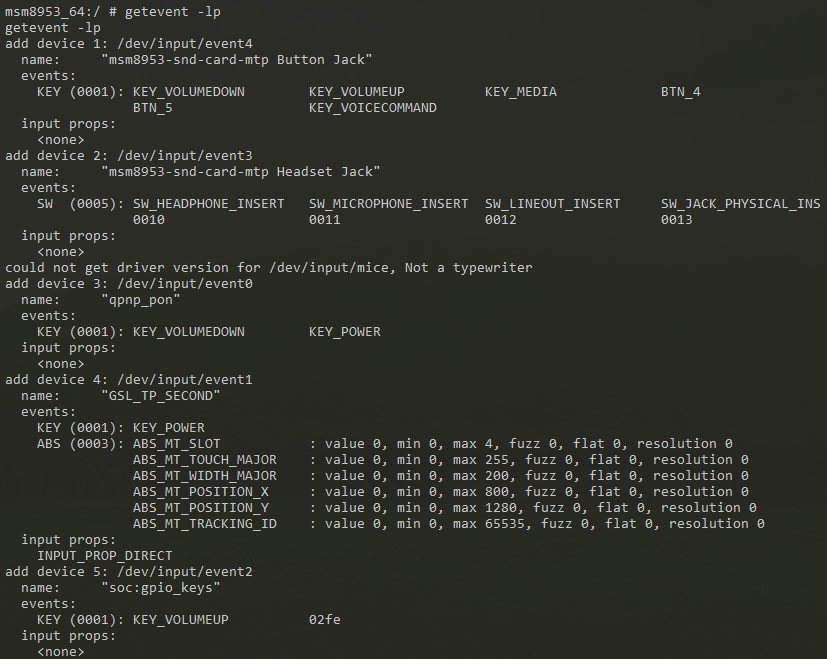 msm8953_64:/ # getevent -lp
getevent -lp
add device 1: /dev/input/event4
  name:     "msm8953-snd-card-mtp Button Jack"
  events:
    KEY (0001): KEY_VOLUMEDOWN        KEY_VOLUMEUP          KEY_MEDIA             BTN_4
                BTN_5                 KEY_VOICECOMMAND
  input props:
    <none>
add device 2: /dev/input/event3
  name:     "msm8953-snd-card-mtp Headset Jack"
  events:
    SW  (0005): SW_HEADPHONE_INSERT   SW_MICROPHONE_INSERT  SW_LINEOUT_INSERT     SW_JACK_PHYSICAL_INS
                0010                  0011                  0012                  0013
  input props:
    <none>
could not get driver version for /dev/input/mice, Not a typewriter
add device 3: /dev/input/event0
  name:     "qpnp_pon"
  events:
    KEY (0001): KEY_VOLUMEDOWN        KEY_POWER
  input props:
    <none>
add device 4: /dev/input/event1
  name:     "GSL_TP_SECOND"
  events:
    KEY (0001): KEY_POWER
    ABS (0003): ABS_MT_SLOT           : value 0, min 0, max 4, fuzz 0, flat 0, resolution 0
                ABS_MT_TOUCH_MAJOR    : value 0, min 0, max 255, fuzz 0, flat 0, resolution 0
                ABS_MT_WIDTH_MAJOR    : value 0, min 0, max 200, fuzz 0, flat 0, resolution 0
                ABS_MT_POSITION_X     : value 0, min 0, max 800, fuzz 0, flat 0, resolution 0
                ABS_MT_POSITION_Y     : value 0, min 0, max 1280, fuzz 0, flat 0, resolution 0
                ABS_MT_TRACKING_ID    : value 0, min 0, max 65535, fuzz 0, flat 0, resolution 0
  input props:
    INPUT_PROP_DIRECT
add device 5: /dev/input/event2
  name:     "soc:gpio_keys"
  events:
    KEY (0001): KEY_VOLUMEUP          02fe
  input props:
    <none>